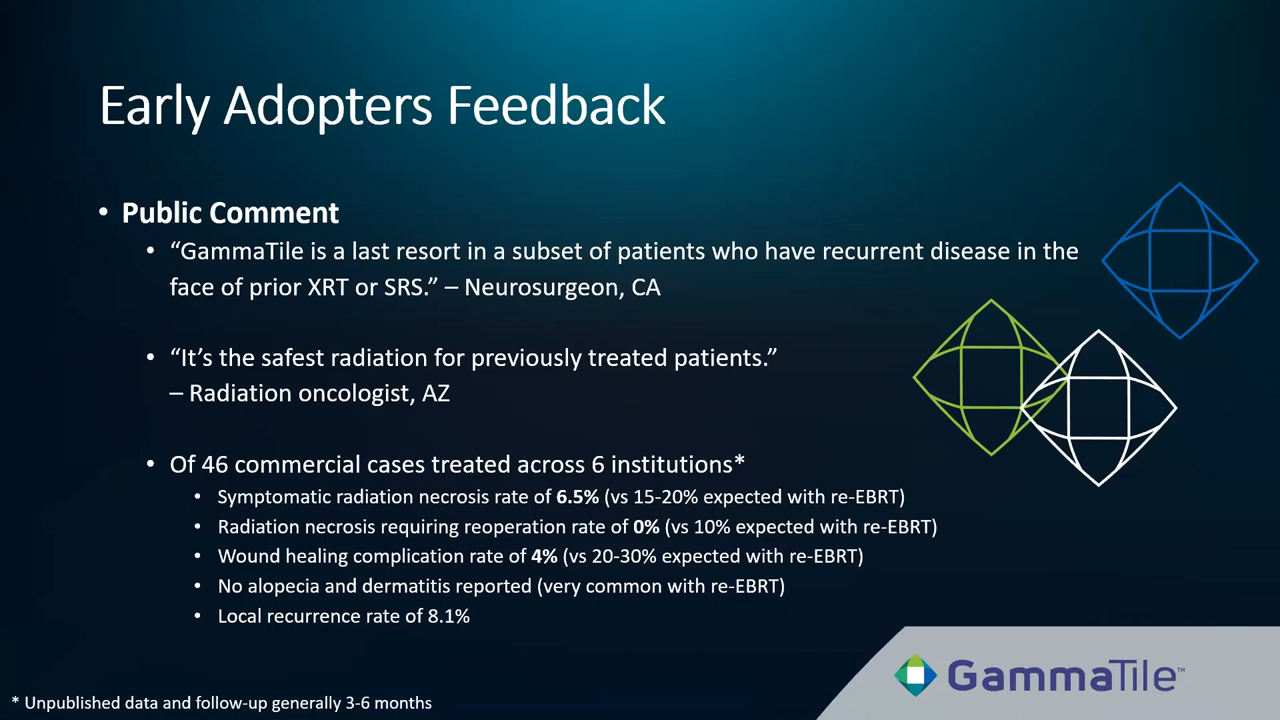 Early Adopters Feedback
• Public Comment
• “GammaTile is a last resort in a subset of patients who have recurrent disease in the
face of prior XRT or SRS.” – Neurosurgeon, CA
• “It’s the safest radiation for previously treated patients.”
– Radiation oncologist, AZ
• Of 46 commercial cases treated across 6 institutions*
• Symptomatic radiation necrosis rate of 6.5% (vs 15-20% expected with re-EBRT)
• Radiation necrosis requiring reoperation rate of 0% (vs 10% expected with re-EBRT)
• Wound healing complication rate of 4% (vs 20-30% expected with re-EBRT)
• No alopecia and dermatitis reported (very common with re-EBRT)
• Local recurrence rate of 8.1%
GammaTile™
* Unpublished data and follow-up generally 3-6 months